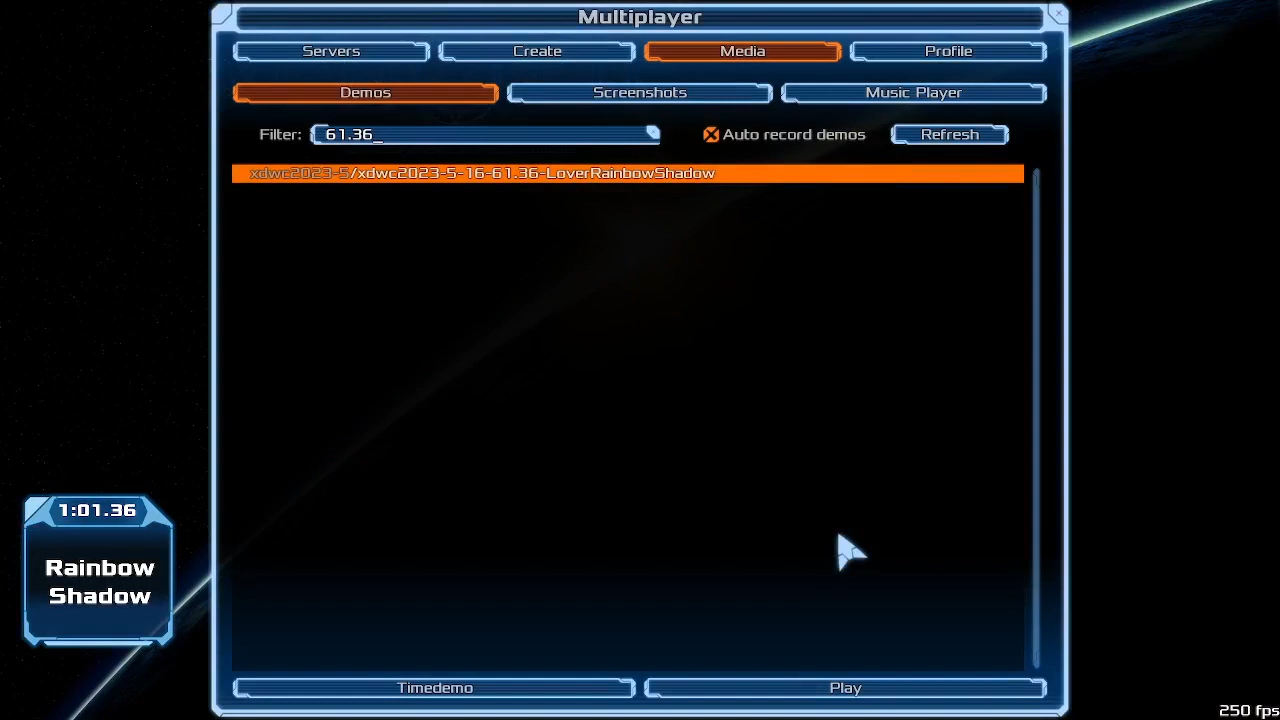 Multiplayer
Servers Create Media Profile
Demos Screenshots Music Player
Filter: 61.36_ Auto record demos Refresh
xdwc2023-5/xdwc2023-5-16-61.36-LoverRainbowShadow
1:01.36
Rainbow
Shadow
Timedemo Play
250 fps